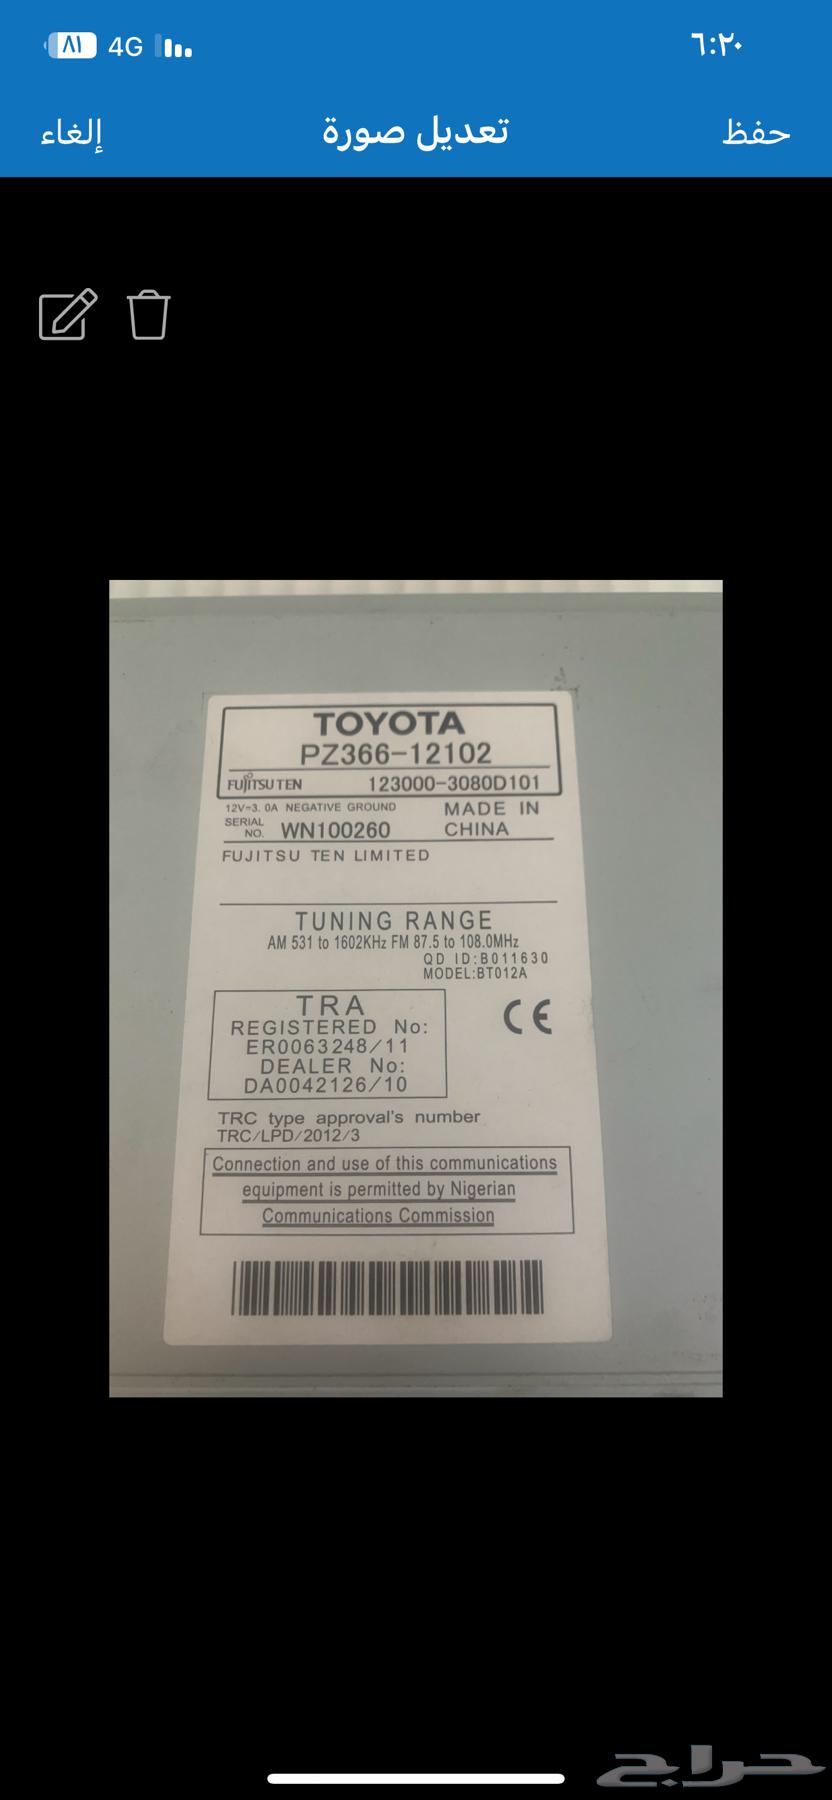 ٨١ 4G ٦:٢٠
إلغاء تعديل صورة حفظ
TOYOTA
PZ366-12102
FUJITSU TEN 123000-3080D101
12V=3.0A NEGATIVE GROUND MADE IN
SERIAL NO. WN100260 CHINA
FUJITSU TEN LIMITED
TUNING RANGE
AM 531 to 1602KHz FM 87.5 to 108.0MHz
QD ID:B011630
MODEL:BT012A
TRA
REGISTERED No:
ER0063248/11
DEALER No:
DA0042126/10
CE
TRC type approval's number
TRC/LPD/2012/3
Connection and use of this communications
equipment is permitted by Nigerian
Communications Commission
حراج